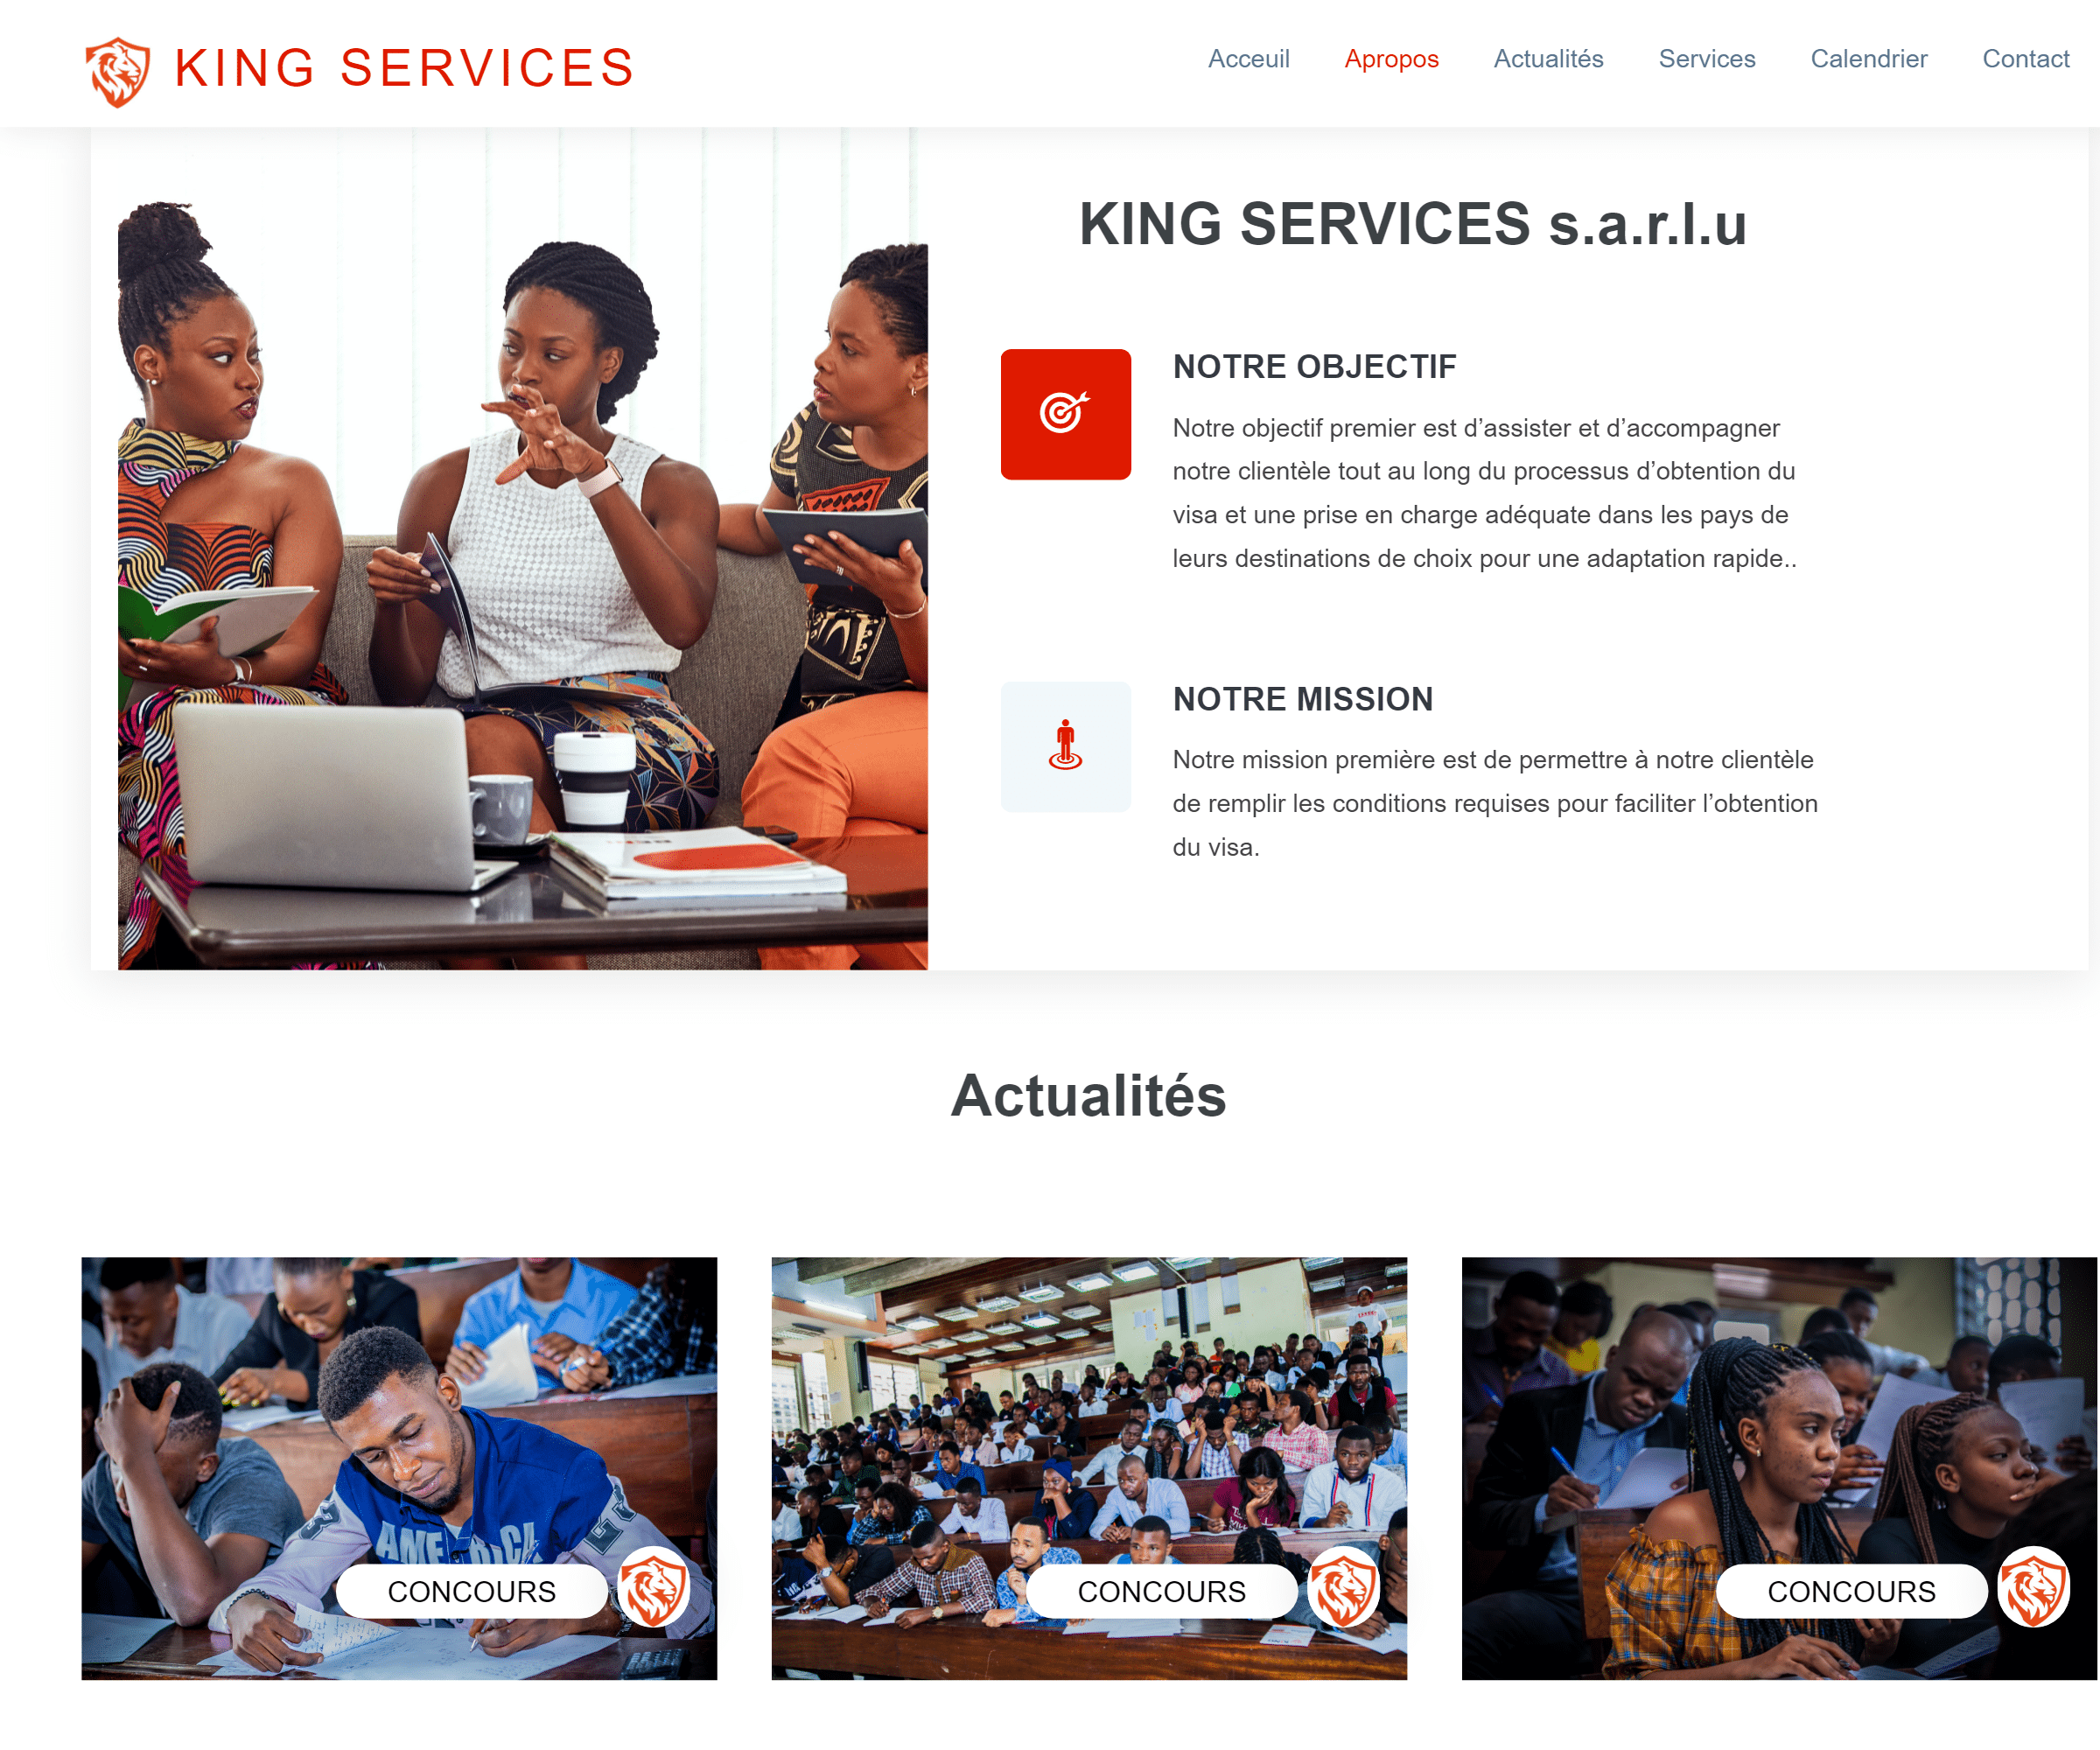 KING SERVICES
Acceuil
Apropos
Actualités
Services
Calendrier
Contact
KING SERVICES s.a.r.l.u
NOTRE OBJECTIF
Notre objectif premier est d’assister et d’accompagner
notre clientèle tout au long du processus d’obtention du
visa et une prise en charge adéquate dans les pays de
leurs destinations de choix pour une adaptation rapide..
NOTRE MISSION
Notre mission première est de permettre à notre clientèle
de remplir les conditions requises pour faciliter l’obtention
du visa.
Actualités
AMERICA
CONCOURS
CONCOURS
CONCOURS